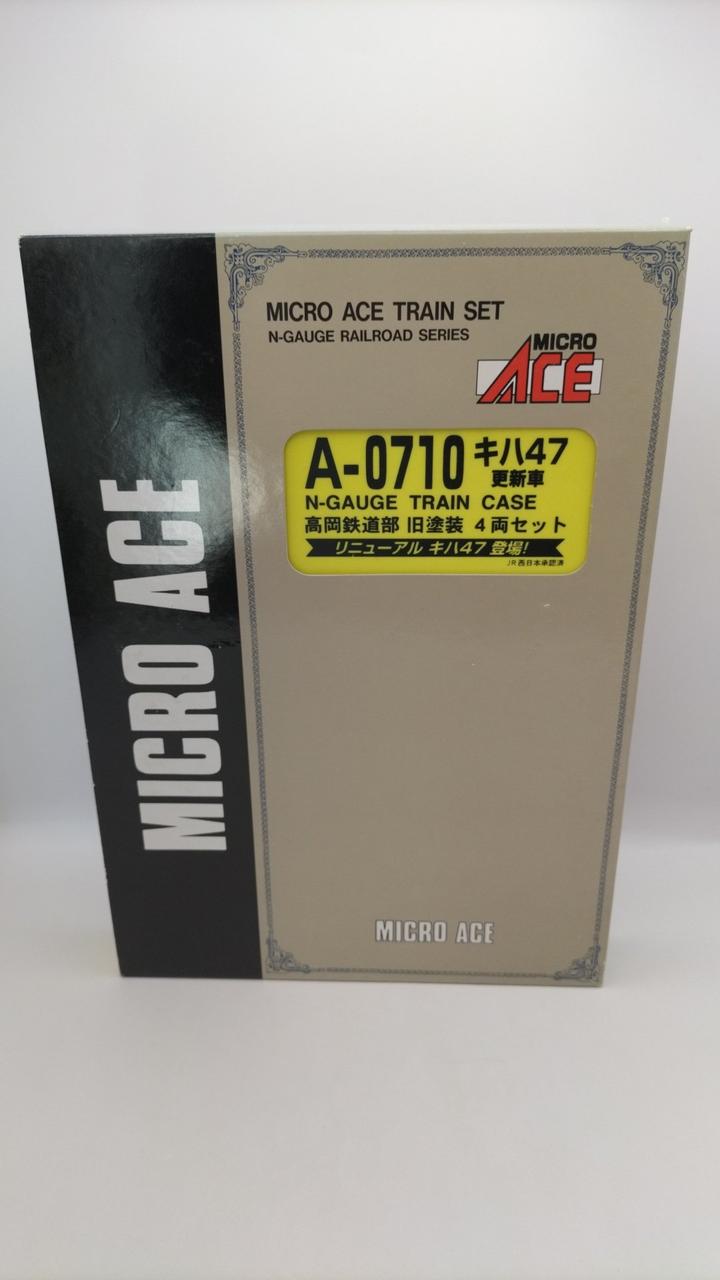 MICRO ACE
MICRO ACE TRAIN SET
N-GAUGE RAILROAD SERIES
MICRO
ACE
A-0710 キハ47
更新車
N-GAUGE TRAIN CASE
高岡鉄道部 旧塗装 4両セット
リニューアル キハ47 登場!
JR西日本承認済
MICRO ACE